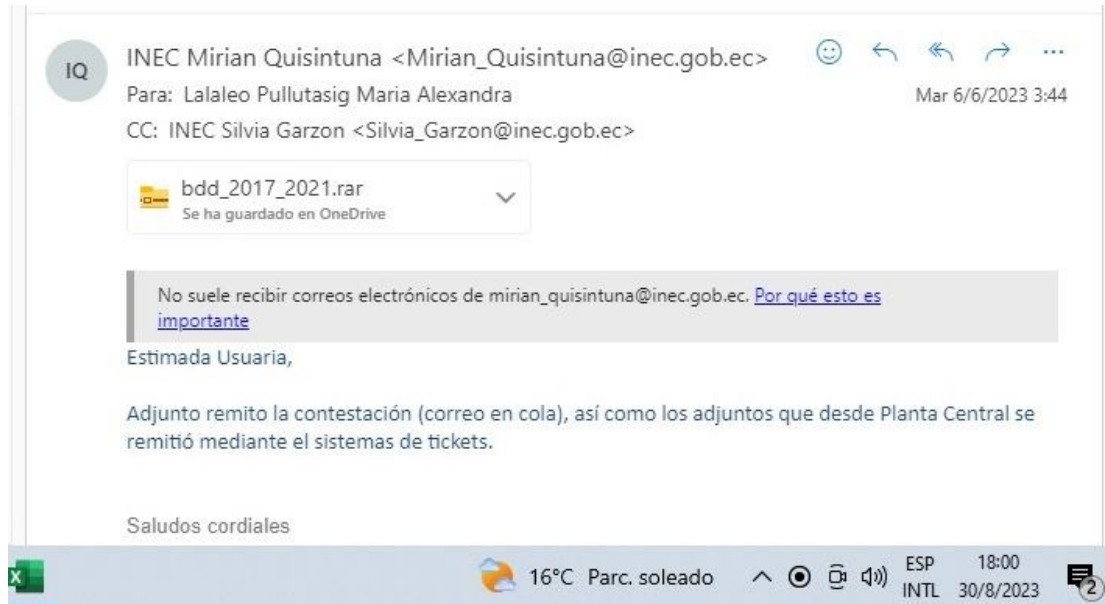 IQ
INEC Mirian Quisintuna <Mirian_Quisintuna@inec.gob.ec>
Para: Lalaleo Pullutasig Maria Alexandra
Mar 6/6/2023 3:44
CC: INEC Silvia Garzon <Silvia_Garzon@inec.gob.ec>
bdd_2017_2021.rar
Se ha guardado en OneDrive
No suele recibir correos electrónicos de mirian_quisintuna@inec.gob.ec. Por qué esto es
importante
Estimada Usuaria,
Adjunto remito la contestación (correo en cola), así como los adjuntos que desde Planta Central se
remitió mediante el sistemas de tickets.
Saludos cordiales
16°C Parc. soleado
ESP
INTL
18:00
30/8/2023
2